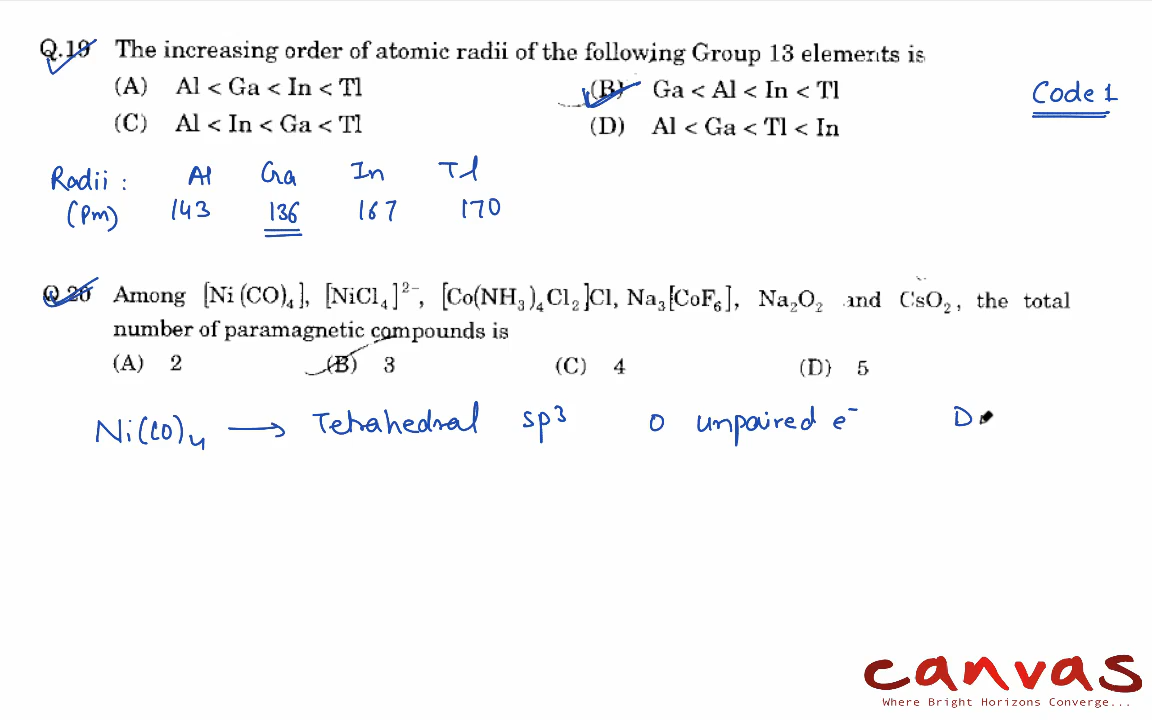 Q.19 The increasing order of atomic radii of the following Group 13 elements is
(A) Al < Ga < In < Tl (B) Ga < Al < In < Tl
Code 1
(C) Al < In < Ga < Tl (D) Al < Ga < Tl < In
Radii : Al Ga In Tl
(Pm) 143 136 167 170
Q.20 Among [Ni(CO)₄], [NiCl₄]²⁻, [Co(NH₃)₄Cl₂]Cl, Na₃[CoF₆], Na₂O₂ and CsO₂, the total
number of paramagnetic compounds is
(A) 2 (B) 3 (C) 4 (D) 5
Ni(CO)₄ → Tetrahedral sp³ 0 unpaired e⁻ D
canvas
Where Bright Horizons Converge...